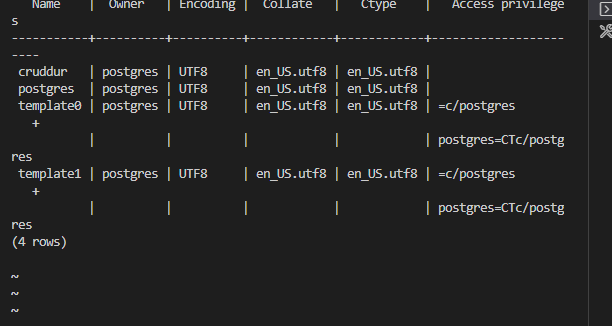 Name    |  Owner   | Encoding |  Collate   |   Ctype    |   Access privilege
s
-----------+----------+----------+------------+------------+-------------------
----
 cruddur   | postgres | UTF8     | en_US.utf8 | en_US.utf8 |
 postgres  | postgres | UTF8     | en_US.utf8 | en_US.utf8 |
 template0 | postgres | UTF8     | en_US.utf8 | en_US.utf8 | =c/postgres
   +
           |          |          |            |            | postgres=CTc/postg
res
 template1 | postgres | UTF8     | en_US.utf8 | en_US.utf8 | =c/postgres
   +
           |          |          |            |            | postgres=CTc/postg
res
(4 rows)
~
~
~